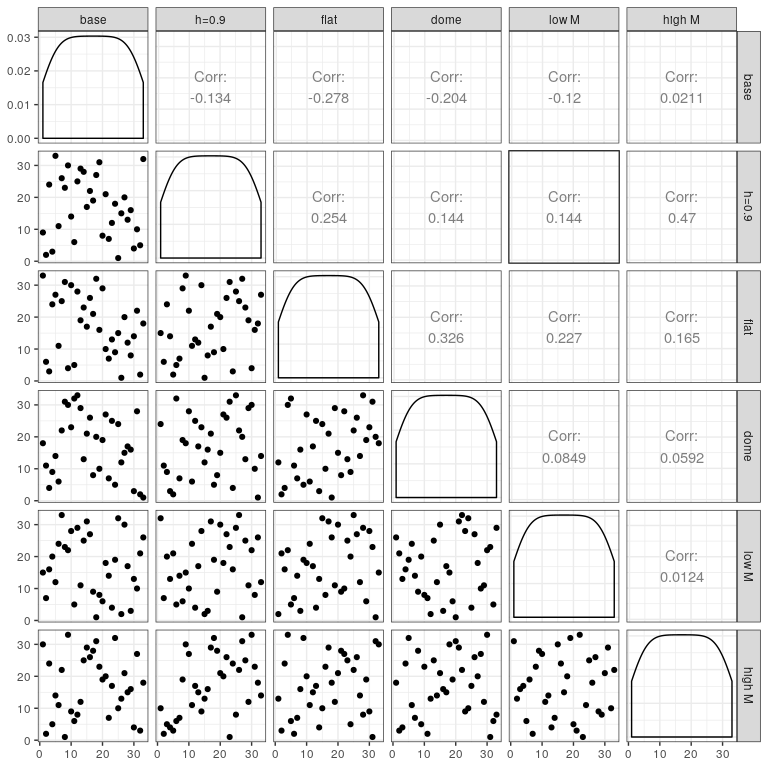 base h=0.9 flat dome low M high M
0.03
0.02
0.01
0.00
Corr:
-0.134
Corr:
-0.278
Corr:
-0.204
Corr:
-0.12
Corr:
0.0211
base
30
20
10
0
Corr:
0.254
Corr:
0.144
Corr:
0.144
Corr:
0.47
h=0.9
30
20
10
0
Corr:
0.326
Corr:
0.227
Corr:
0.165
flat
30
20
10
0
Corr:
0.0849
Corr:
0.0592
dome
30
20
10
0
Corr:
0.0124
low M
30
20
10
0
high M
0 10 20 30 0 10 20 30 0 10 20 30 0 10 20 30 0 10 20 30 0 10 20 30